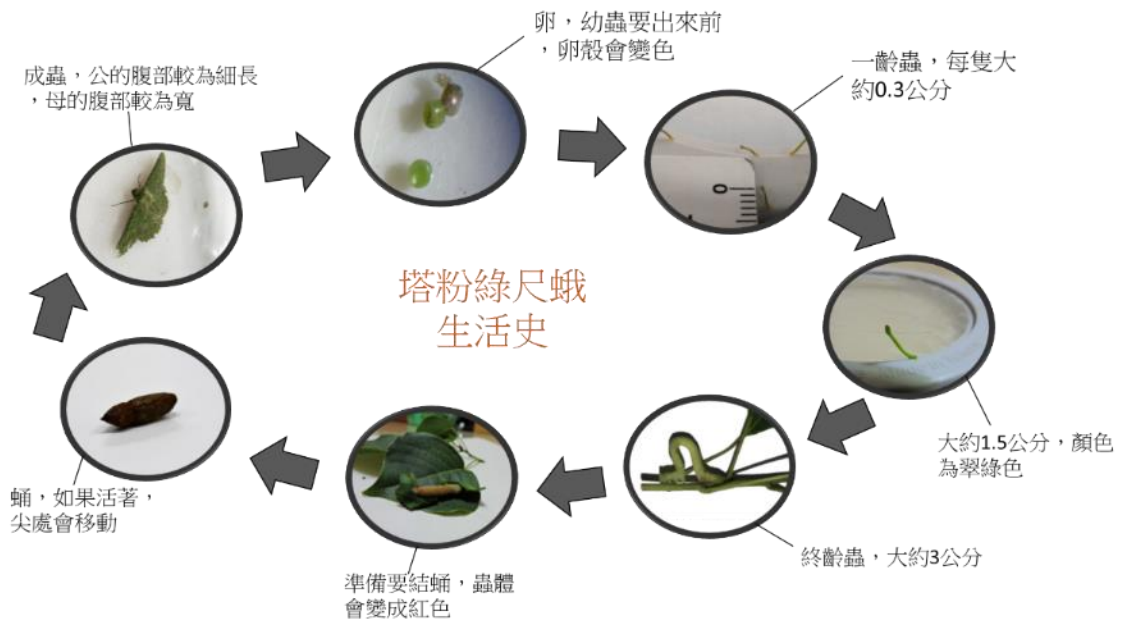 卵，幼蟲要出來前
，卵殼會變色
一齡蟲，每隻大
約0.3公分
成蟲，公的腹部較為細長
，母的腹部較為寬
0
塔粉綠尺蛾
生活史
大約1.5公分，顏色
為翠綠色
蛹，如果活著，
尖處會移動
終齡蟲，大約3公分
準備要結蛹，蟲體
會變成紅色